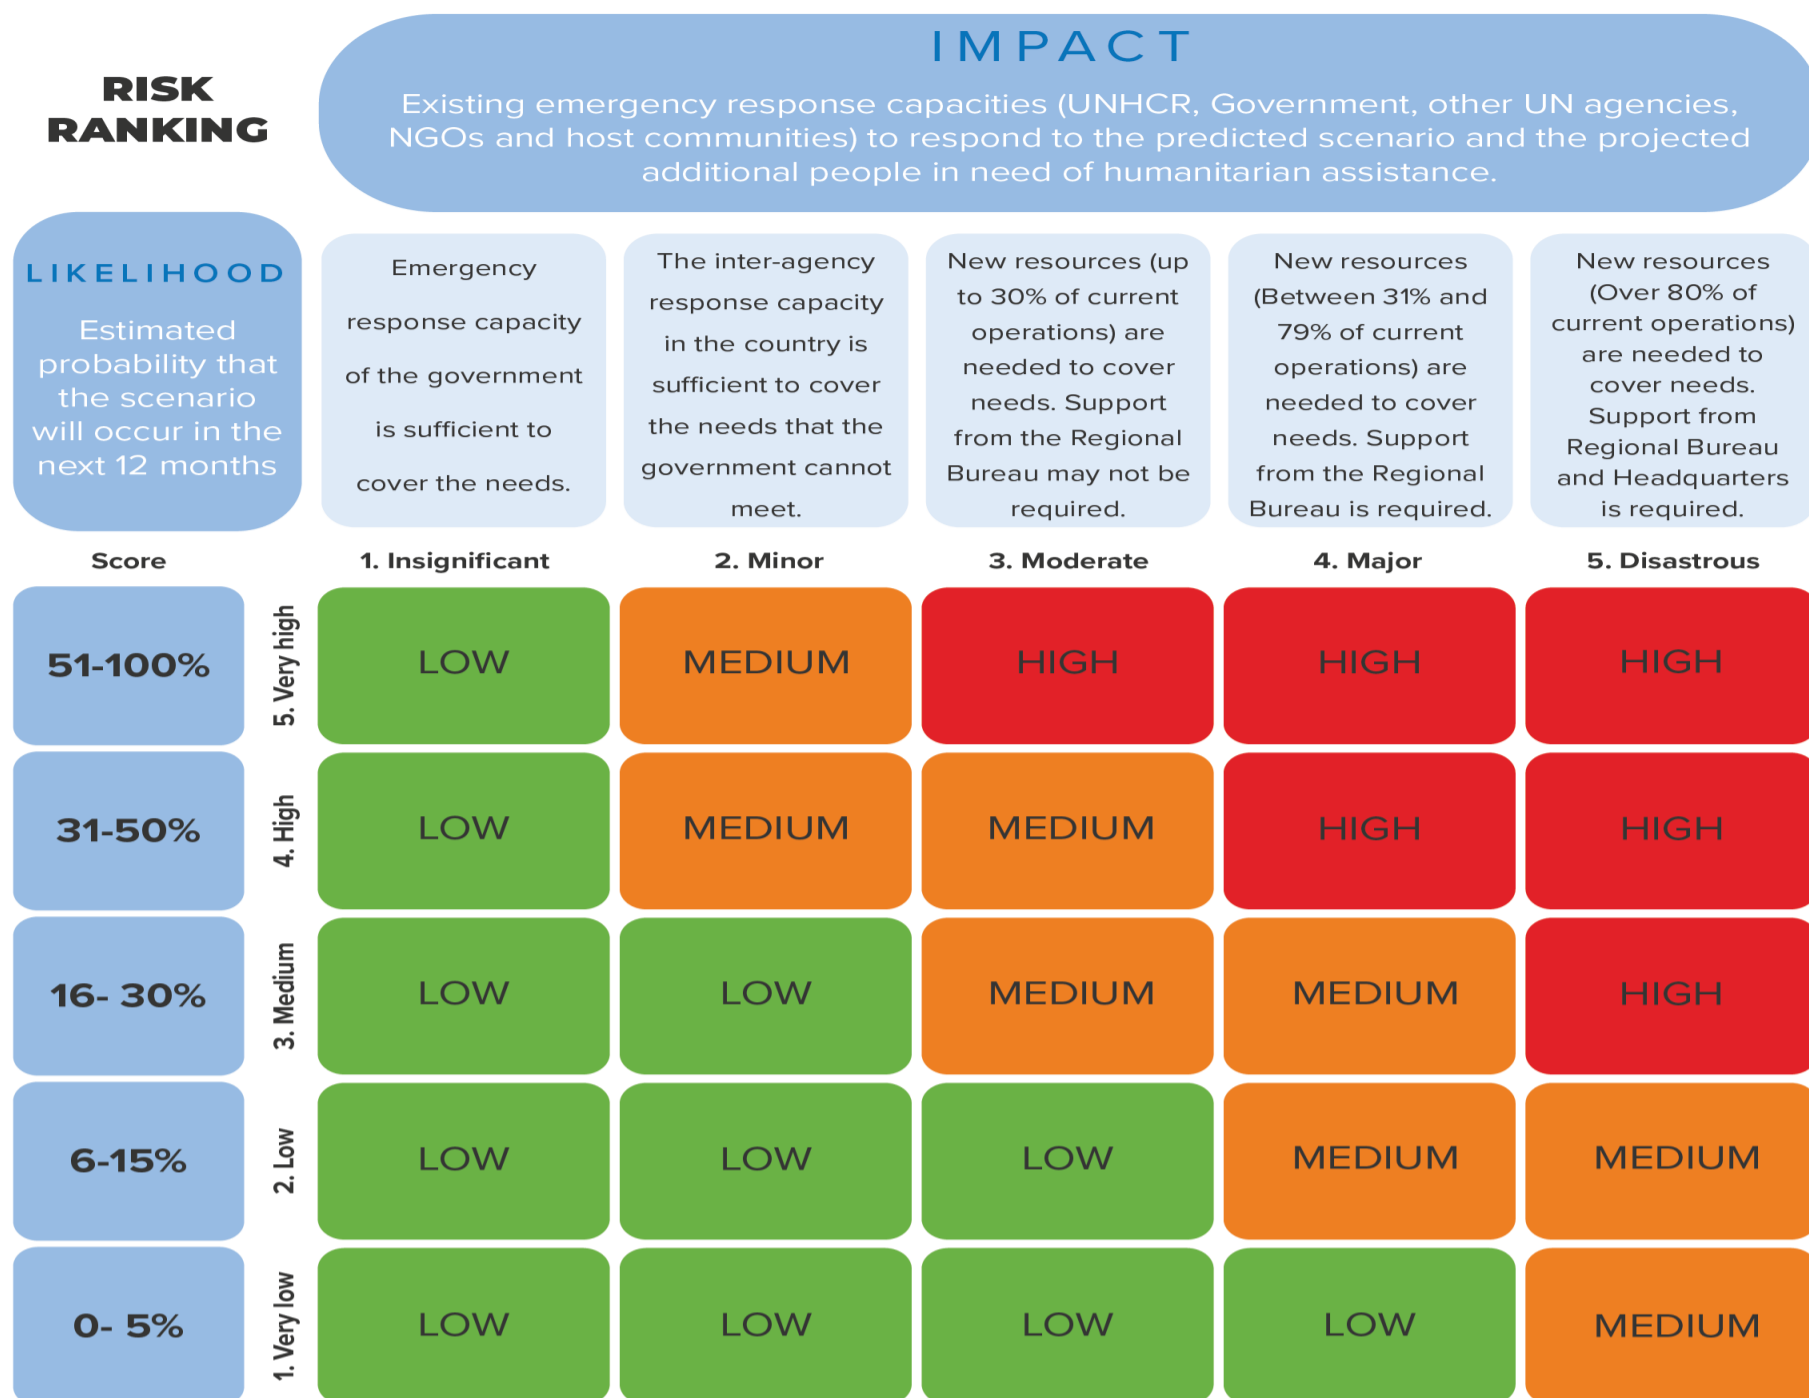 RISK
RANKING
IMPACT
Existing emergency response capacities (UNHCR, Government, other UN agencies,
NGOs and host communities) to respond to the predicted scenario and the projected
additional people in need of humanitarian assistance.
LIKELIHOOD
Estimated
probability that
the scenario
will occur in the
next 12 months
Emergency
response capacity
of the government
is sufficient to
cover the needs.
The inter-agency
response capacity
in the country is
sufficient to cover
the needs that the
government cannot
meet.
New resources (up
to 30% of current
operations) are
needed to cover
needs. Support
from the Regional
Bureau may not be
required.
New resources
(Between 31% and
79% of current
operations) are
needed to cover
needs. Support
from the Regional
Bureau is required.
New resources
(Over 80% of
current operations)
are needed to
cover needs.
Support from
Regional Bureau
and Headquarters
is required.
Score
1. Insignificant
2. Minor
3. Moderate
4. Major
5. Disastrous
51-100%
5. Very high
LOW
MEDIUM
HIGH
HIGH
HIGH
31-50%
4. High
LOW
MEDIUM
MEDIUM
HIGH
HIGH
16- 30%
3. Medium
LOW
LOW
MEDIUM
MEDIUM
HIGH
6-15%
2. Low
LOW
LOW
LOW
MEDIUM
MEDIUM
0- 5%
1. Very low
LOW
LOW
LOW
LOW
MEDIUM